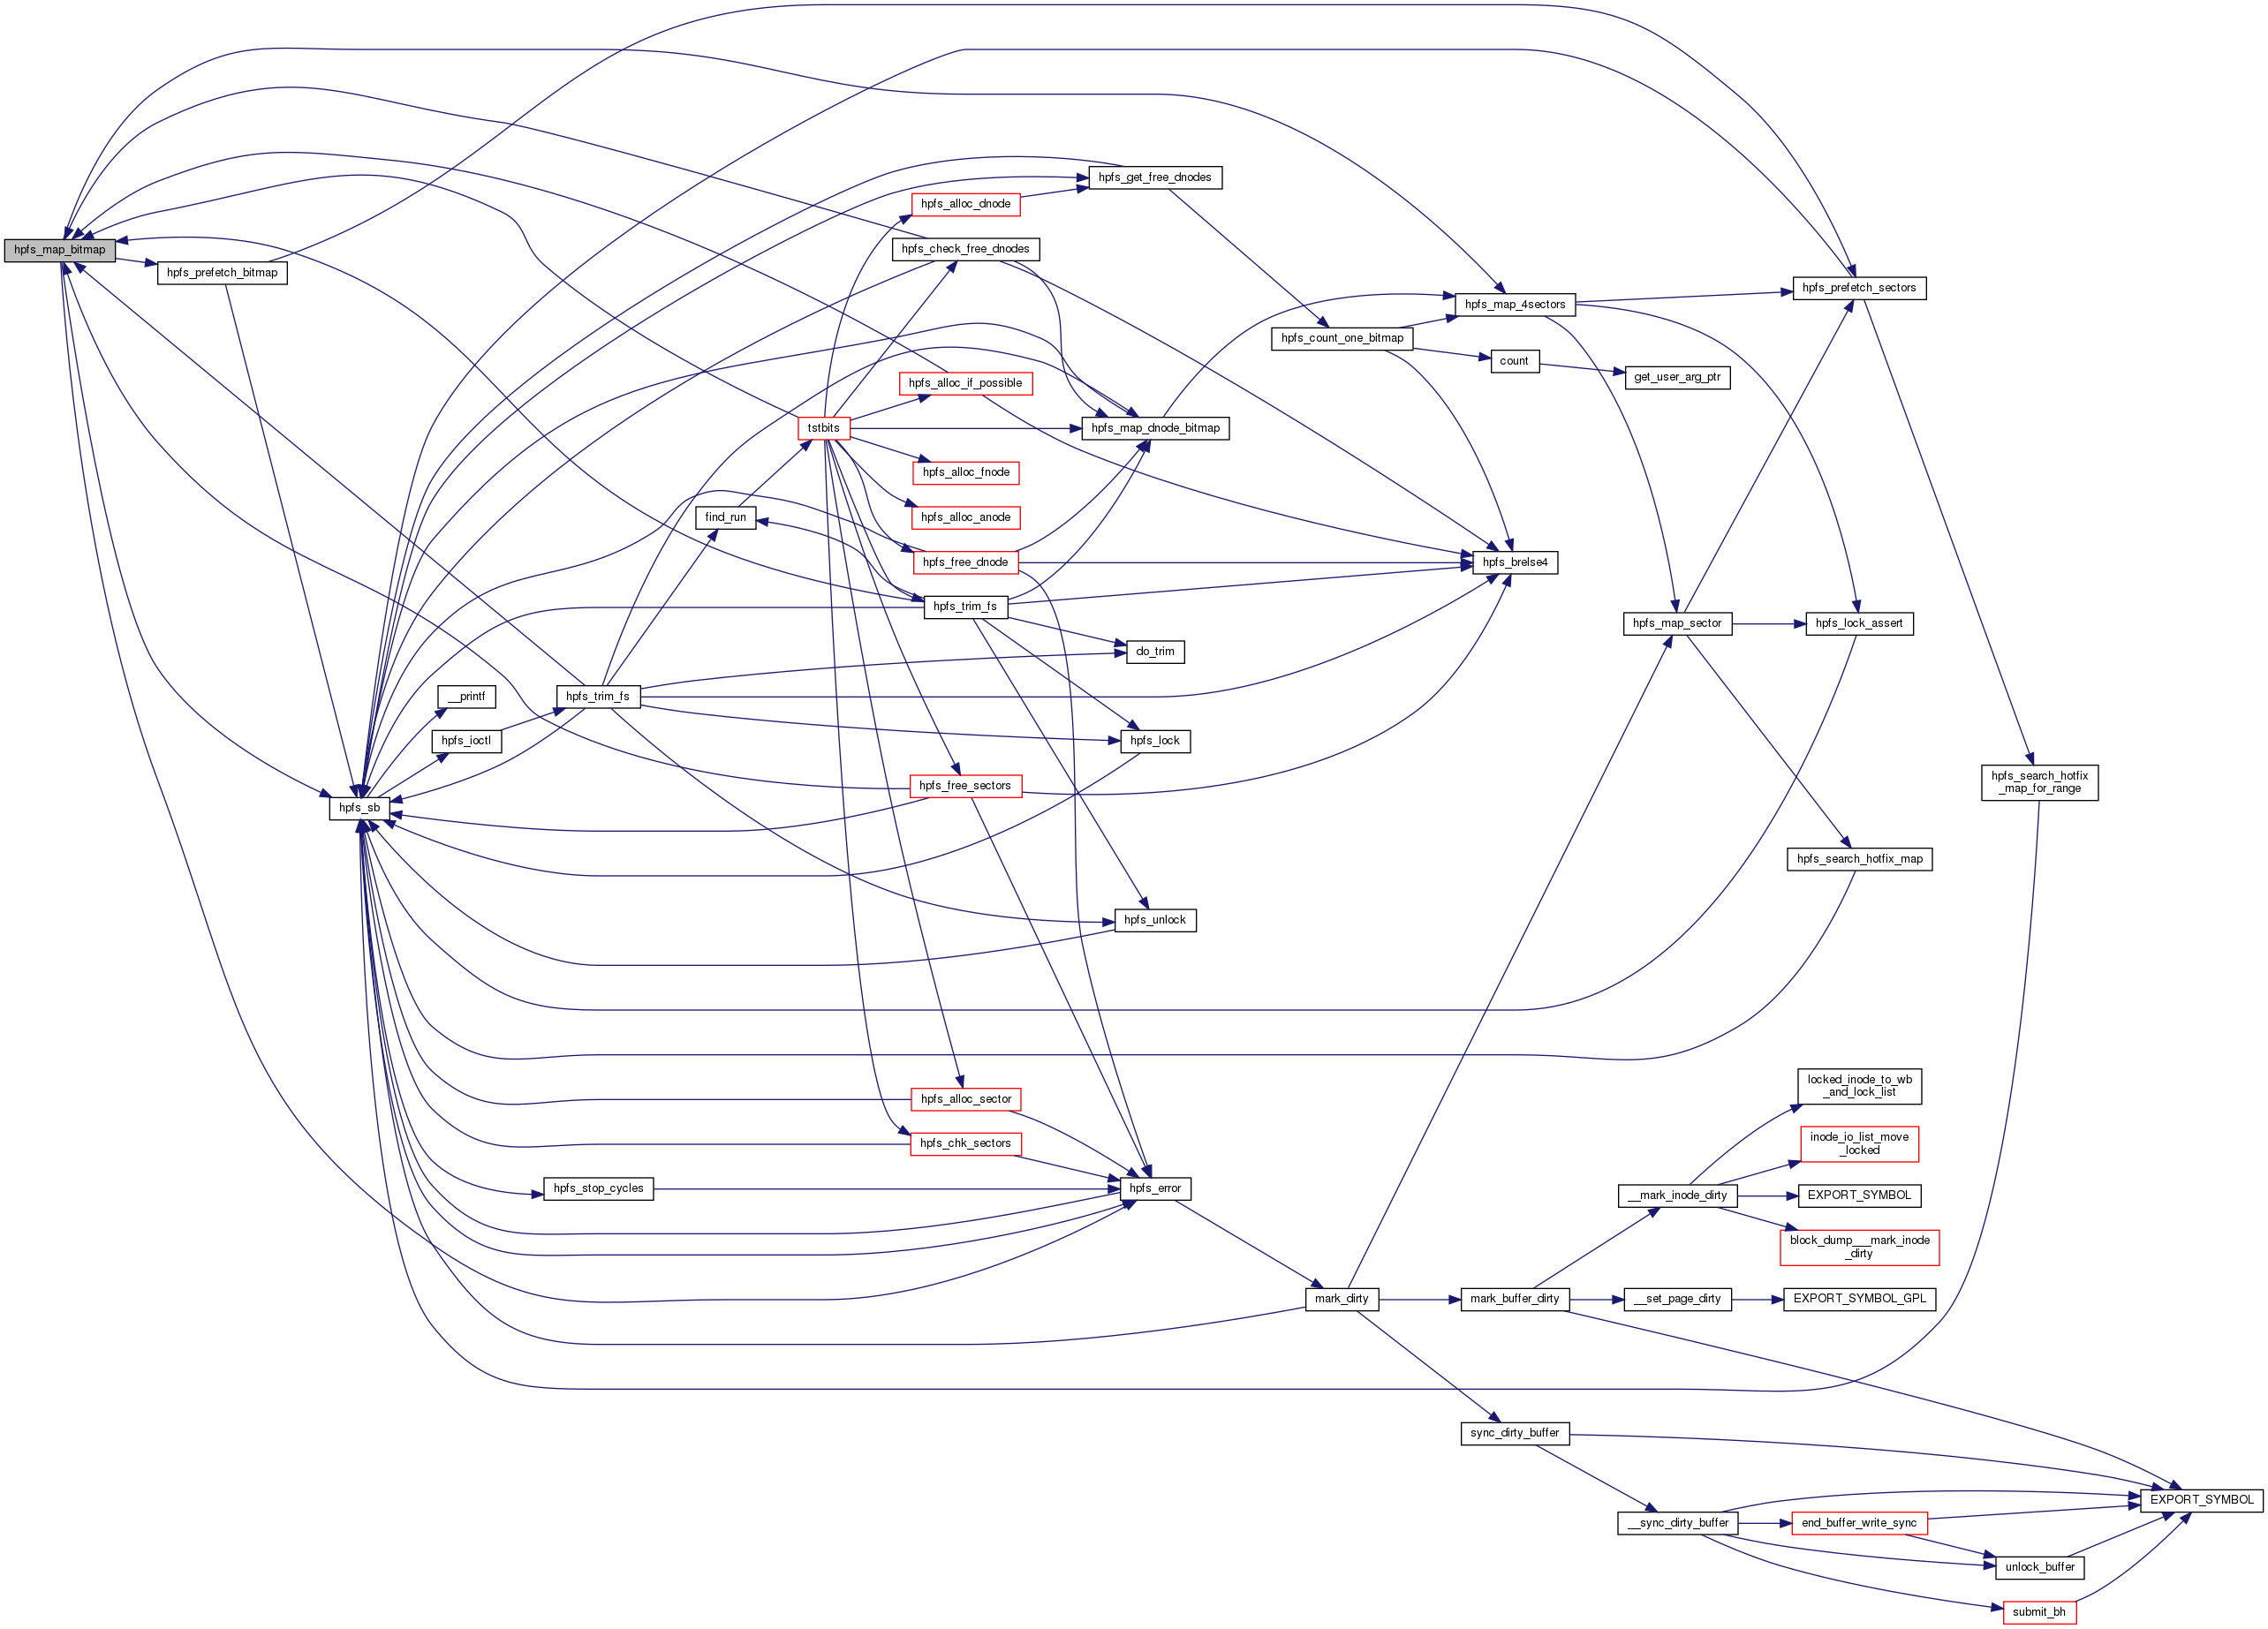 hpfs_map_bitmap
hpfs_prefetch_bitmap
hpfs_sb
__printf
hpfs_ioctl
hpfs_stop_cycles
hpfs_trim_fs
find_run
tstbits
hpfs_alloc_dnode
hpfs_check_free_dnodes
hpfs_alloc_if_possible
hpfs_alloc_fnode
hpfs_alloc_anode
hpfs_free_dnode
hpfs_trim_fs
hpfs_free_sectors
hpfs_alloc_sector
hpfs_chk_sectors
hpfs_get_free_dnodes
hpfs_map_dnode_bitmap
do_trim
hpfs_lock
hpfs_unlock
hpfs_error
hpfs_count_one_bitmap
mark_dirty
hpfs_map_4sectors
count
hpfs_brelse4
mark_buffer_dirty
sync_dirty_buffer
get_user_arg_ptr
hpfs_map_sector
__mark_inode_dirty
__set_page_dirty
__sync_dirty_buffer
hpfs_prefetch_sectors
hpfs_lock_assert
hpfs_search_hotfix_map
locked_inode_to_wb
_and_lock_list
inode_io_list_move
_locked
EXPORT_SYMBOL
block_dump___mark_inode
_dirty
EXPORT_SYMBOL_GPL
end_buffer_write_sync
hpfs_search_hotfix
_map_for_range
unlock_buffer
submit_bh
EXPORT_SYMBOL